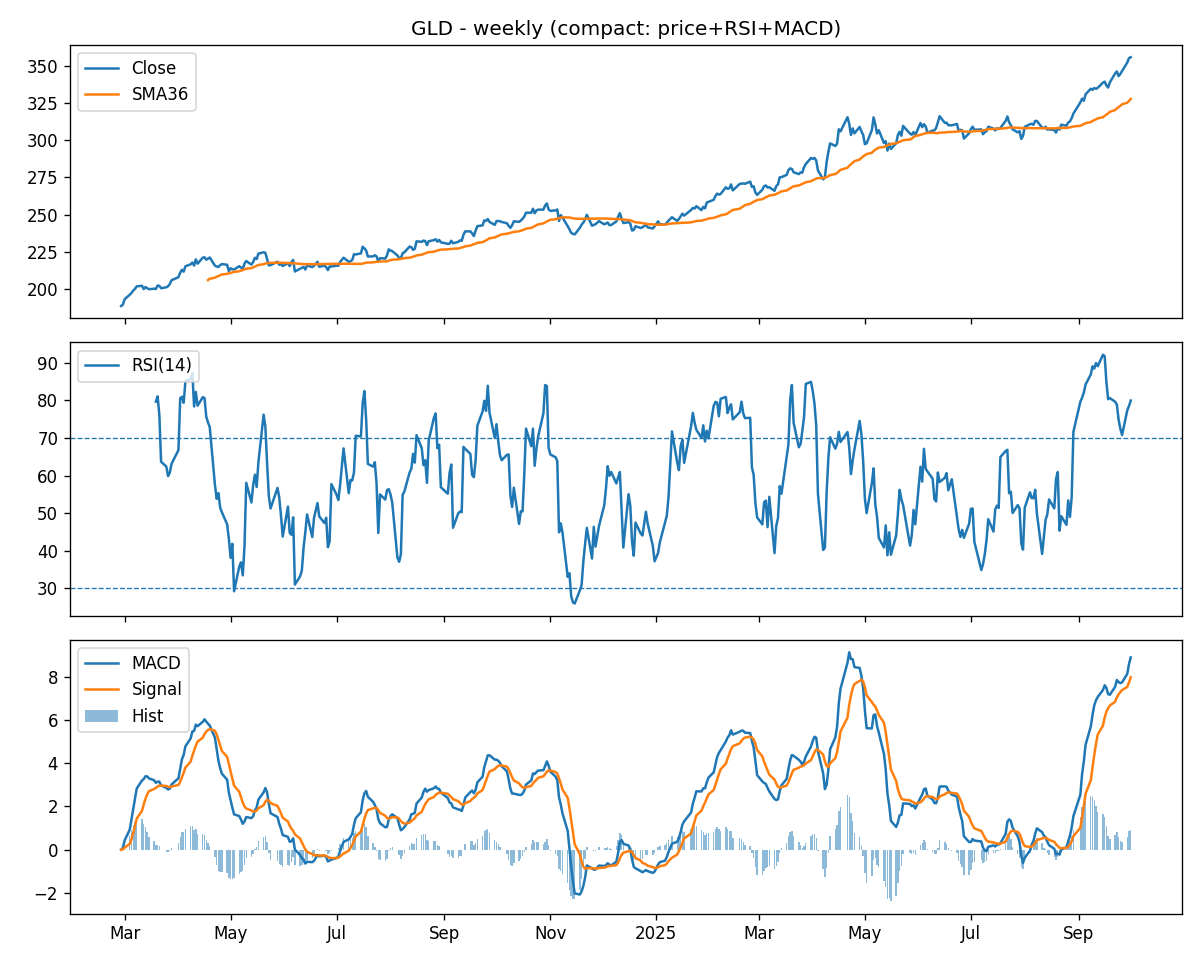 GLD - weekly (compact: price+RSI+MACD)
350
325
300
275
250
225
200
Close
SMA36
90
80
70
60
50
40
30
RSI(14)
8
6
4
2
0
−2
MACD
Signal
Hist
Mar
May
Jul
Sep
Nov
2025
Mar
May
Jul
Sep